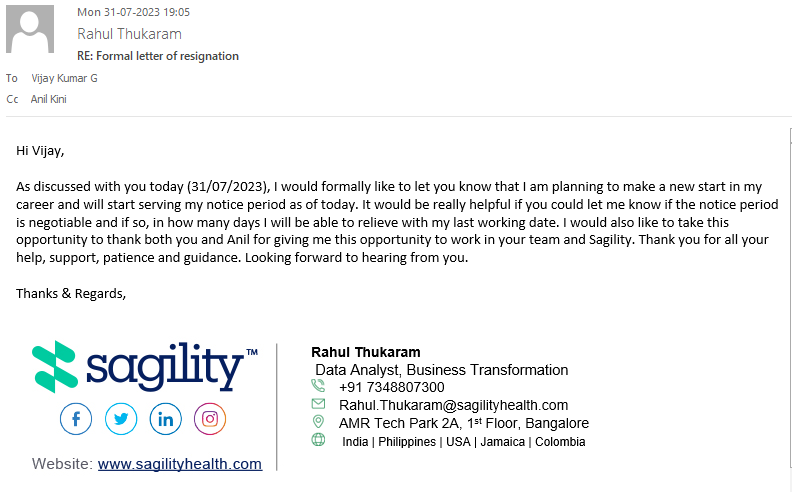 Mon 31-07-2023 19:05
Rahul Thukaram
RE: Formal letter of resignation
To Vijay Kumar G
Cc Anil Kini
Hi Vijay,
As discussed with you today (31/07/2023), I would formally like to let you know that I am planning to make a new start in my
career and will start serving my notice period as of today. It would be really helpful if you could let me know if the notice period
is negotiable and if so, in how many days I will be able to relieve with my last working date. I would also like to take this
opportunity to thank both you and Anil for giving me this opportunity to work in your team and Sagility. Thank you for all your
help, support, patience and guidance. Looking forward to hearing from you.
Thanks & Regards,
sagility™
Website: www.sagilityhealth.com
Rahul Thukaram
Data Analyst, Business Transformation
+91 7348807300
Rahul.Thukaram@sagilityhealth.com
AMR Tech Park 2A, 1st Floor, Bangalore
India | Philippines | USA | Jamaica | Colombia